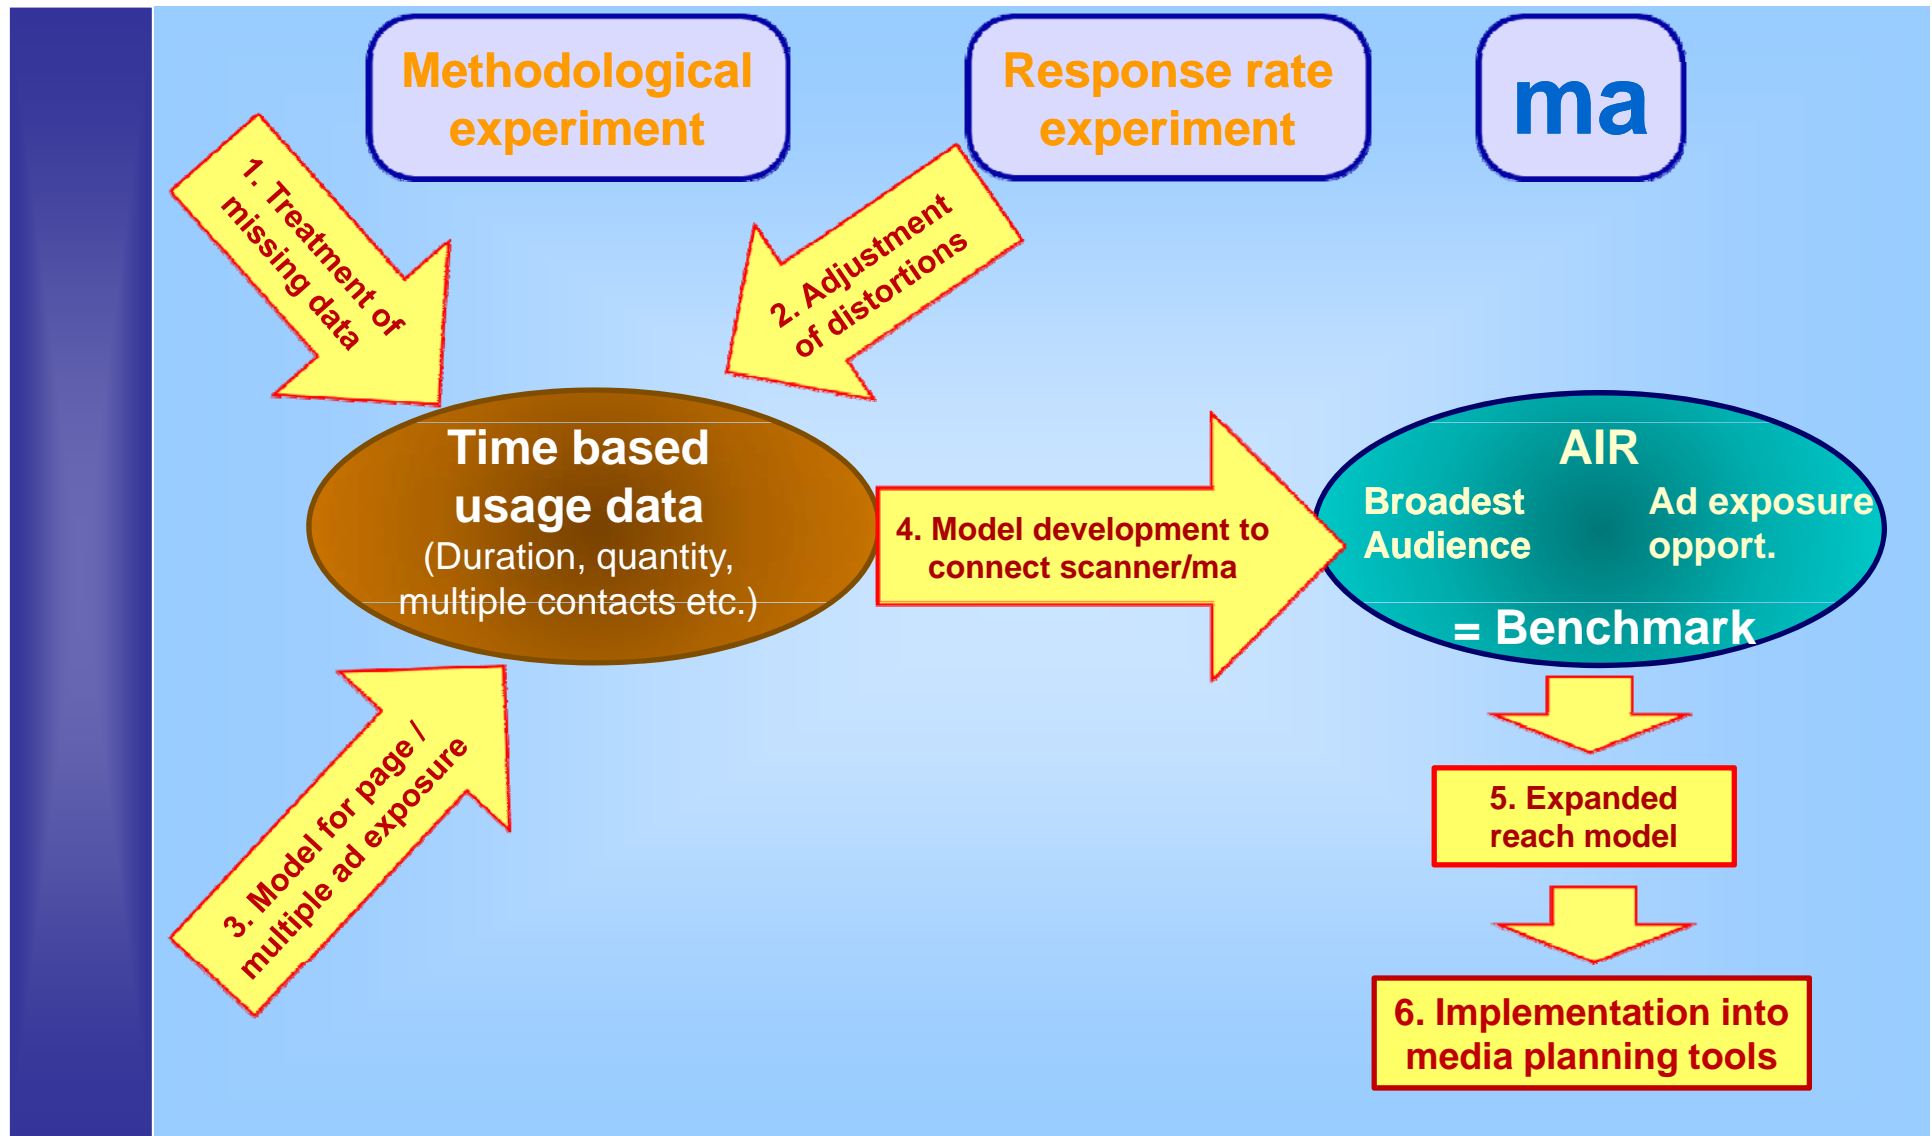 Methodological
experiment
Response rate
experiment
ma
1. Treatment of
missing data
2. Adjustment
of distortions
Time based
usage data
(Duration, quantity,
multiple contacts etc.)
3. Model for page /
multiple ad exposure
4. Model development to
connect scanner/ma
AIR
Broadest
Audience
Ad exposure
opport.
= Benchmark
5. Expanded
reach model
6. Implementation into
media planning tools